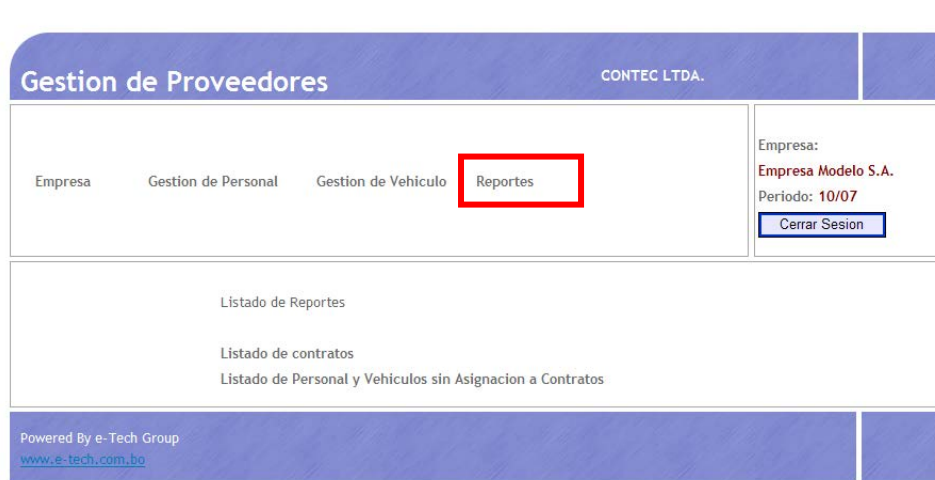 Gestion de Proveedores
CONTEC LTDA.
Empresa
Gestion de Personal
Gestion de Vehiculo
Reportes
Empresa:
Empresa Modelo S.A.
Periodo: 10/07
Cerrar Sesion
Listado de Reportes
Listado de contratos
Listado de Personal y Vehiculos sin Asignacion a Contratos
Powered By e-Tech Group
www.e-tech.com.bo